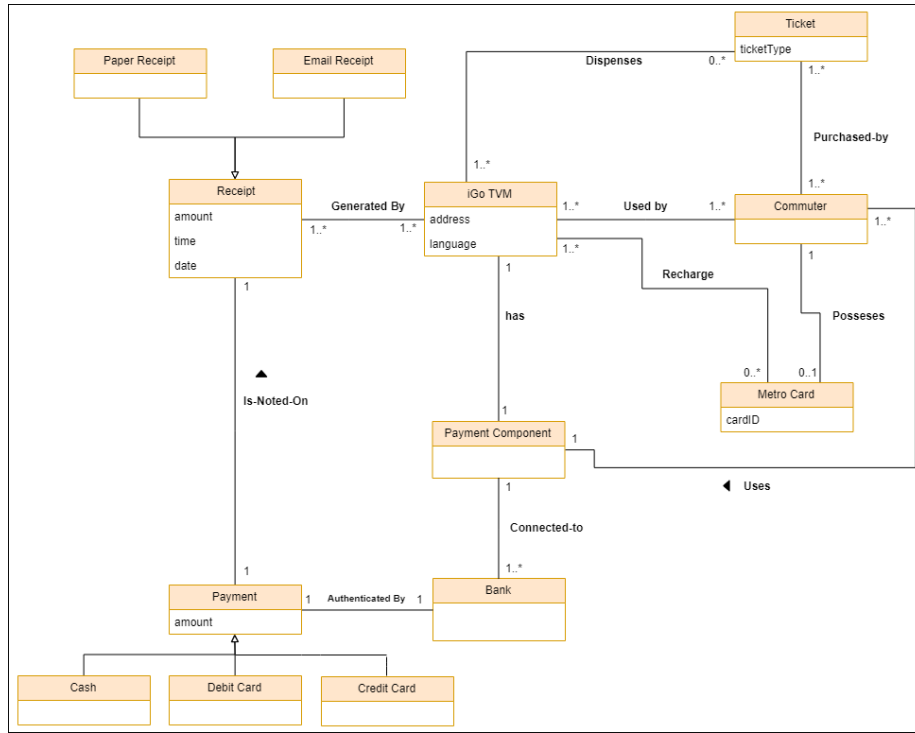 Ticket
ticketType
Paper Receipt
Email Receipt
Dispenses
0..*
1..*
Purchased-by
1..*
1..*
Receipt
amount
time
date
Generated By
1..*
1..*
iGo TVM
address
language
1..*
Used by
1..*
Commuter
1..*
1..*
1
1
1
Recharge
has
Posseses
0..*
0..1
Metro Card
cardID
Is-Noted-On
1
Payment Component
1
1
Uses
Connected-to
1..*
1
Payment
amount
1
Authenticated By
1
Bank
Cash
Debit Card
Credit Card